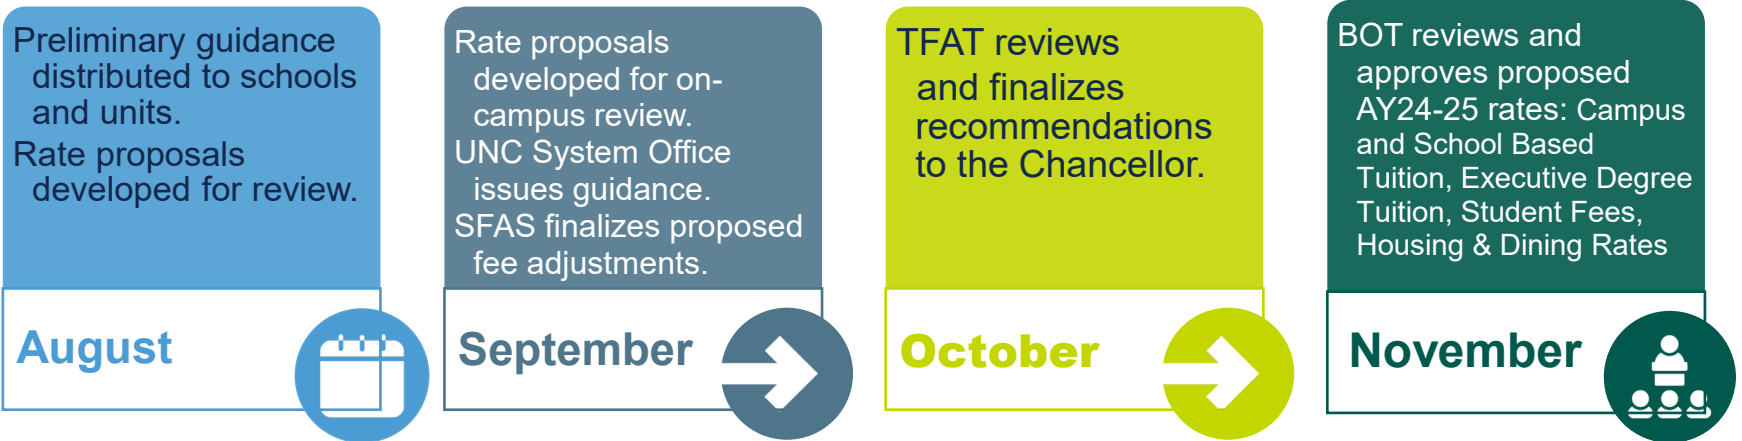 Preliminary guidance
distributed to schools
and units.
Rate proposals
developed for review.
August
Rate proposals
developed for on-
campus review.
UNC System Office
issues guidance.
SFAS finalizes proposed
fee adjustments.
September
TFAT reviews
and finalizes
recommendations
to the Chancellor.
October
BOT reviews and
approves proposed
AY24-25 rates: Campus
and School Based
Tuition, Executive Degree
Tuition, Student Fees,
Housing & Dining Rates
November